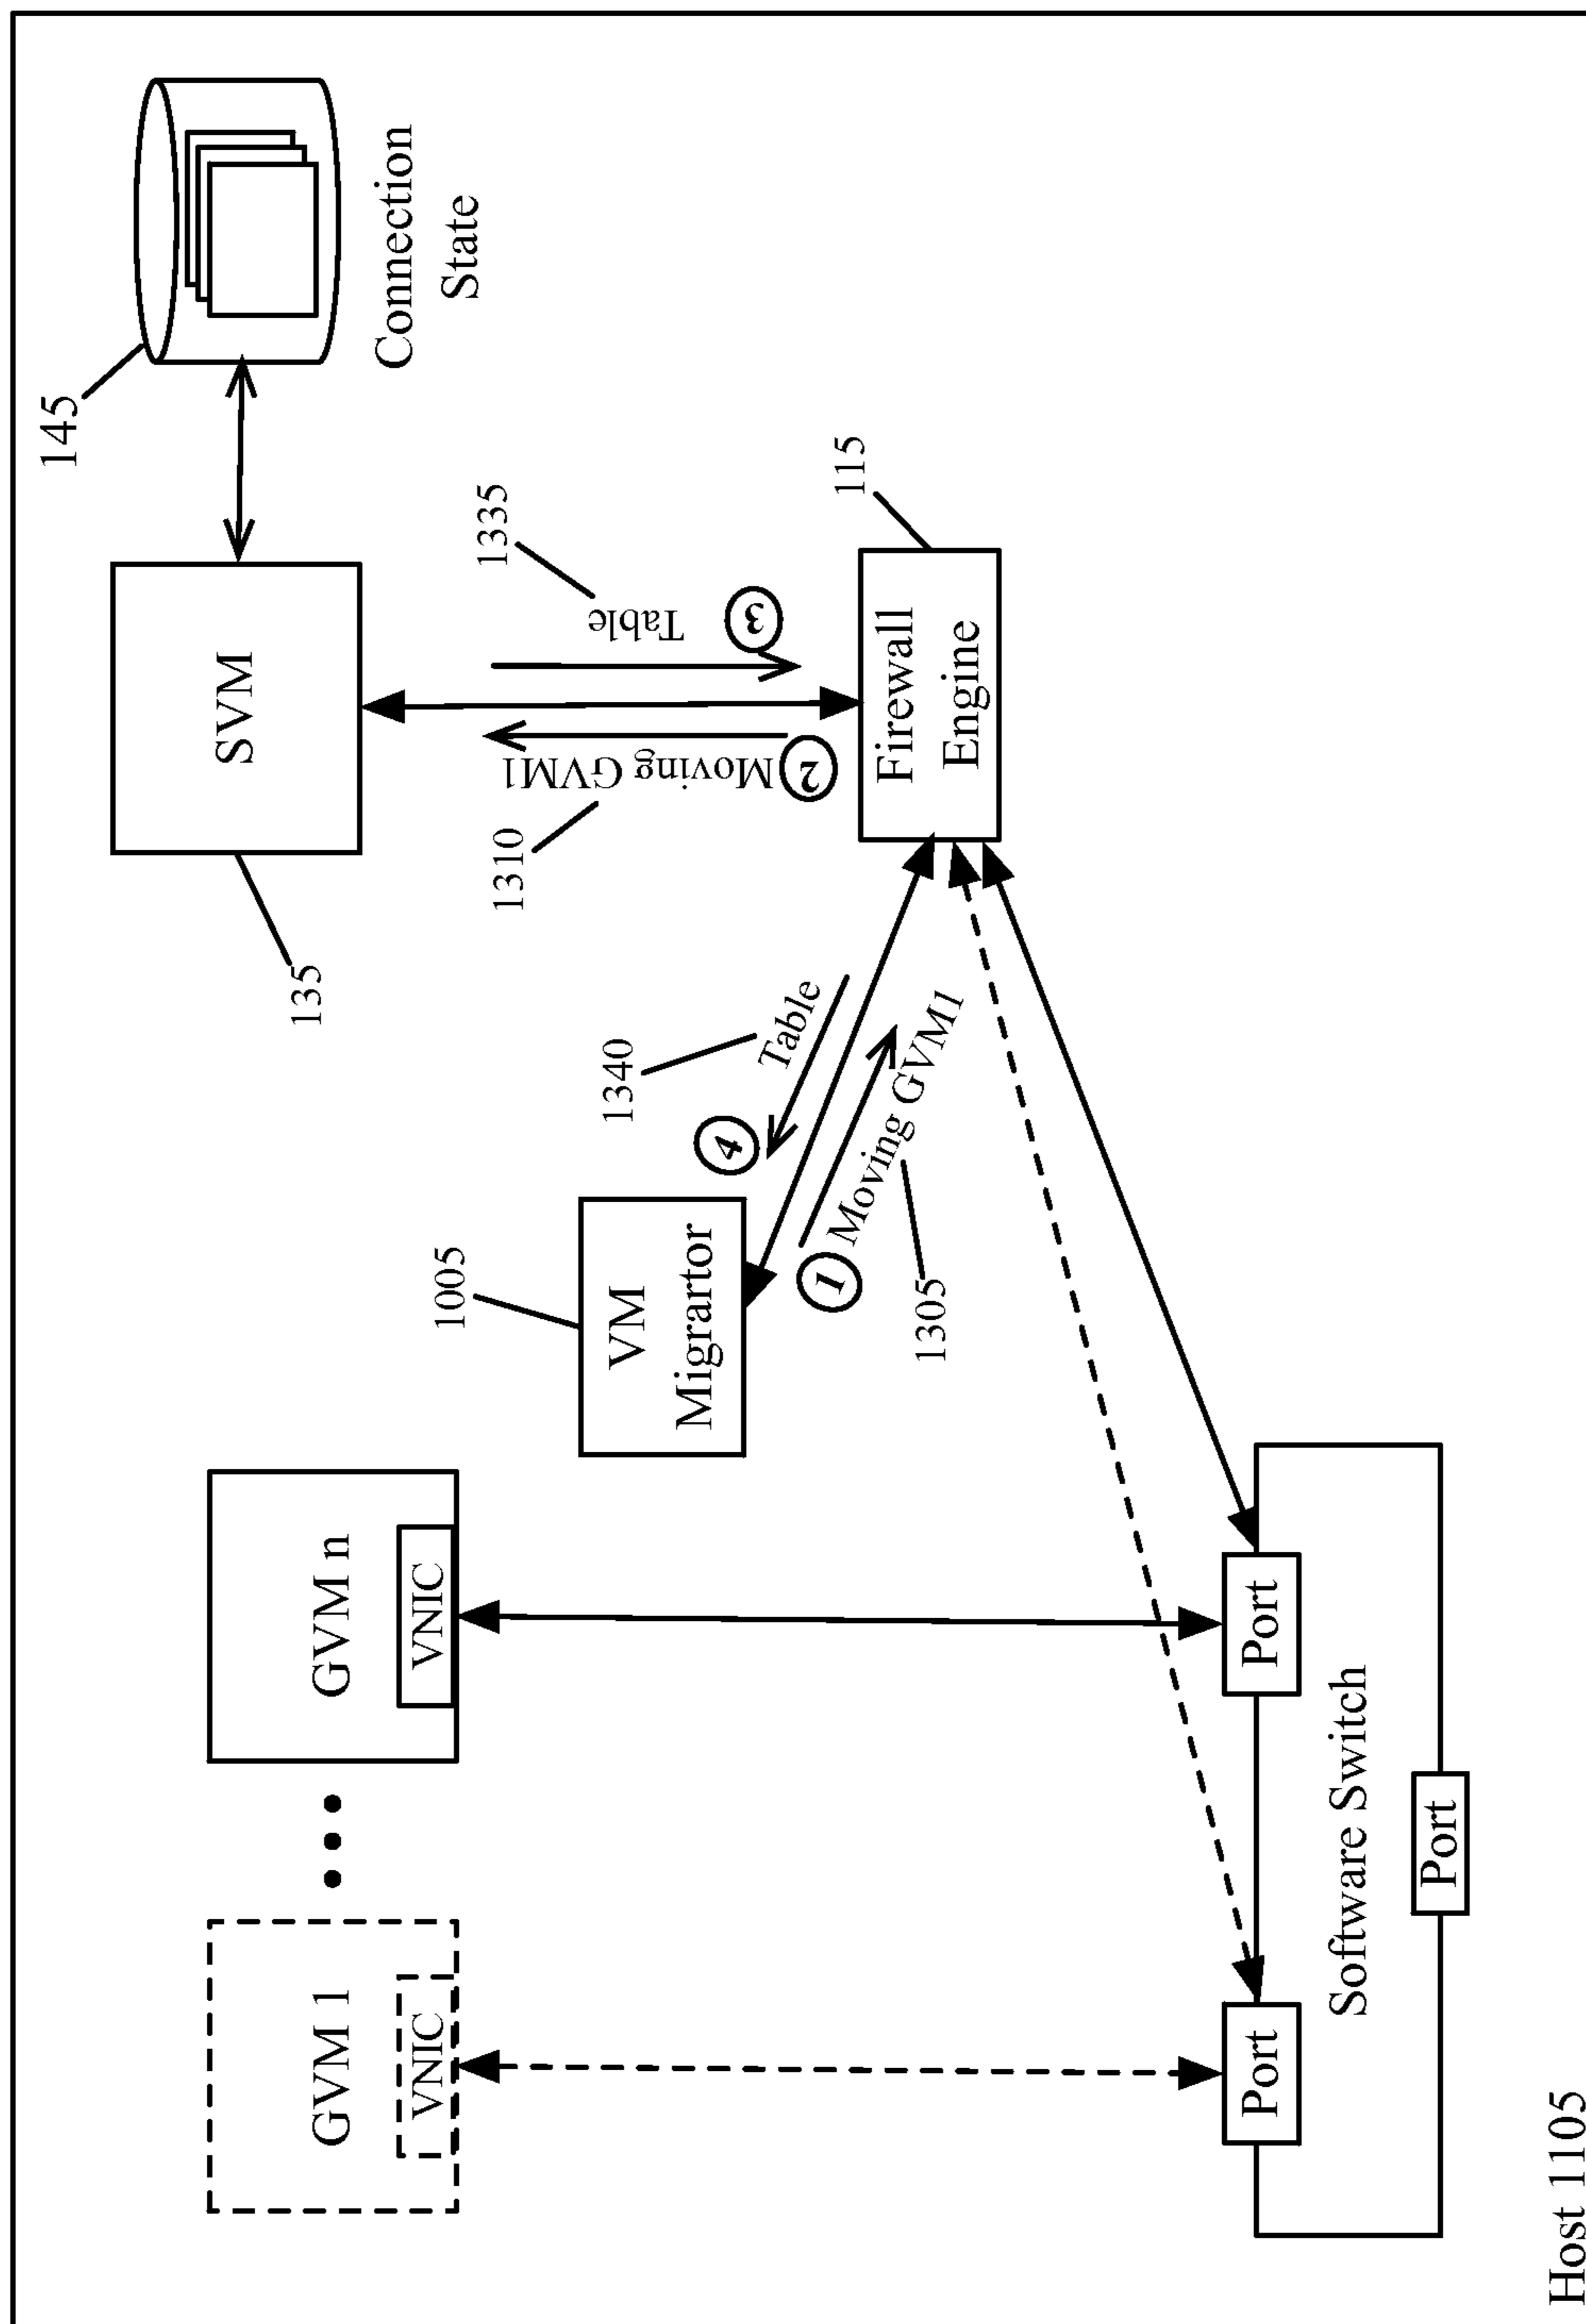 145
Connection
State
SVM
135
1335
Table
3
1310
Moving GVM1
2
115
Firewall
Engine
1340
Table
4
1
Moving GVM1
1305
1005
VM
Migrartor
GVM 1
VNIC
GVM n
VNIC
Port
Port
Software Switch
Port
Host 1105